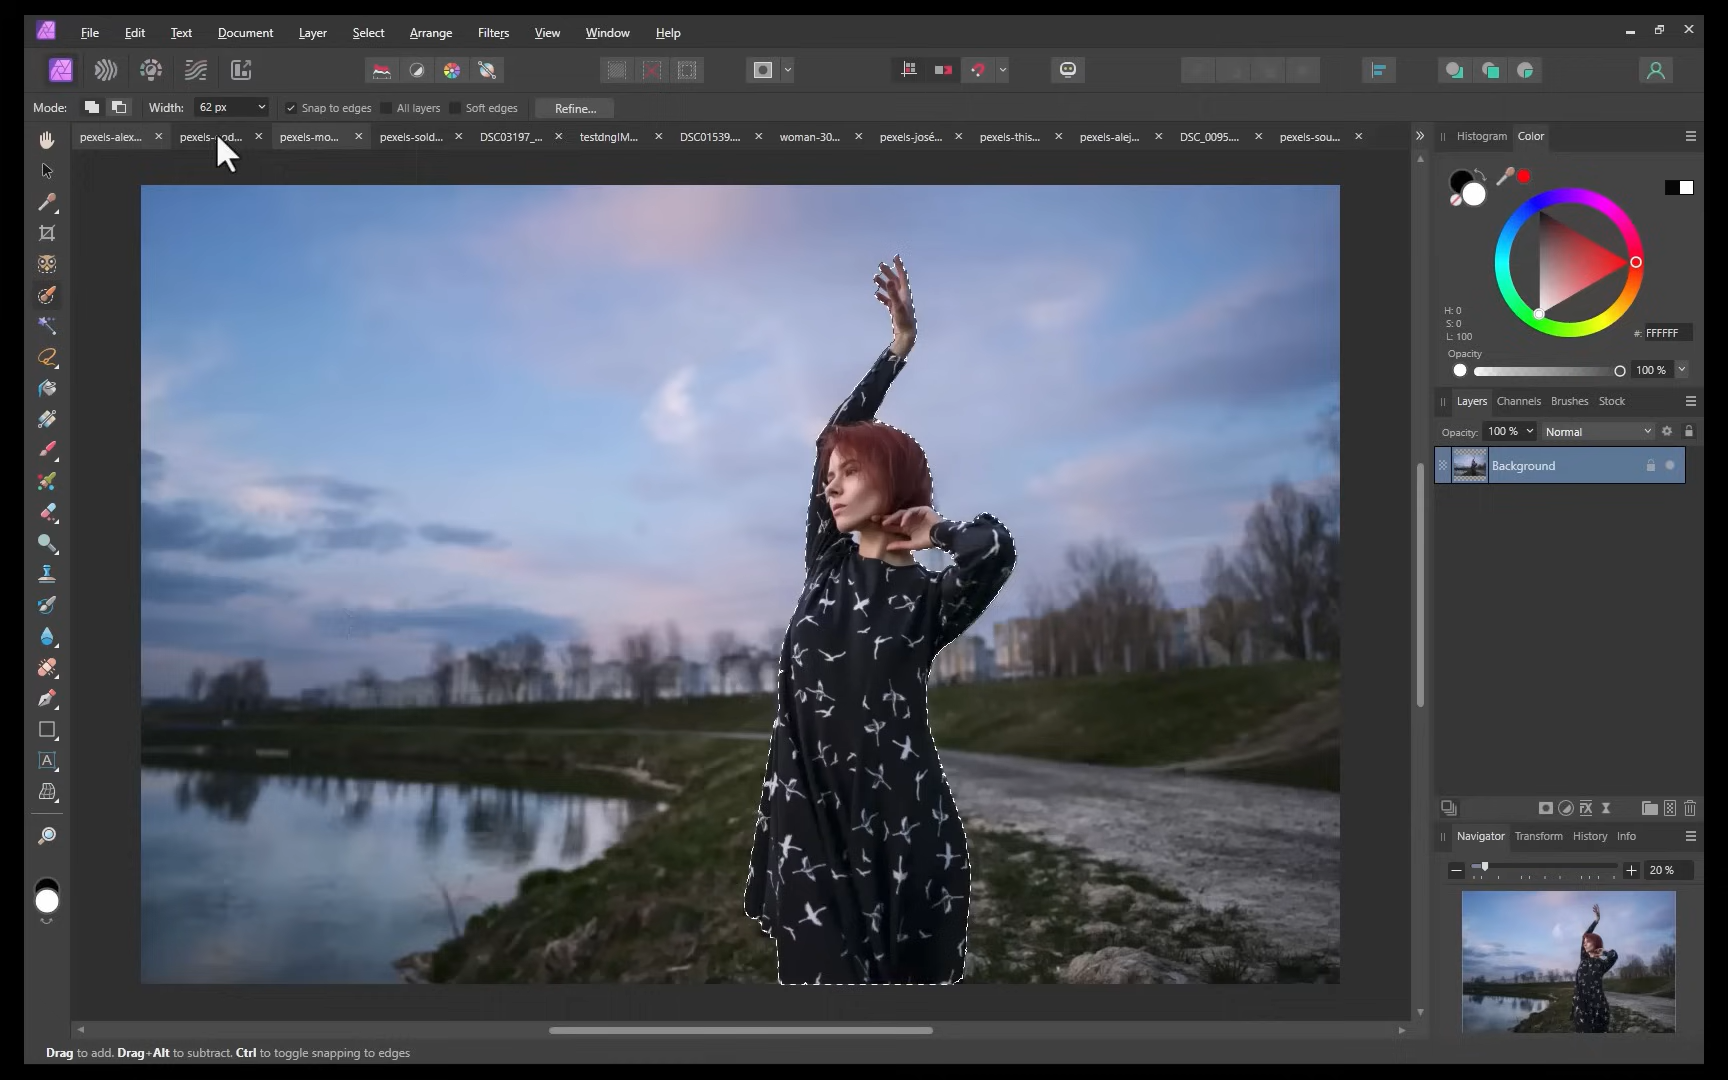 File Edit Text Document Layer Select Arrange Filters View Window Help
Mode: Width: 62 px Snap to edges All layers Soft edges Refine...
pexels-alex... pexels-mo... pexels-sold... DSC03197_... testdnglM... DSC01539.... woman-30... pexels-josé... pexels-this... pexels-alej... DSC_0095.... pexels-sou...
Histogram Color
H: 0
S: 0
L: 100
#: FFFFFF
Opacity
100 %
Layers Channels Brushes Stock
Opacity: 100 % Normal
Background
Navigator Transform History Info
20 %
Drag to add. Drag+Alt to subtract. Ctrl to toggle snapping to edges